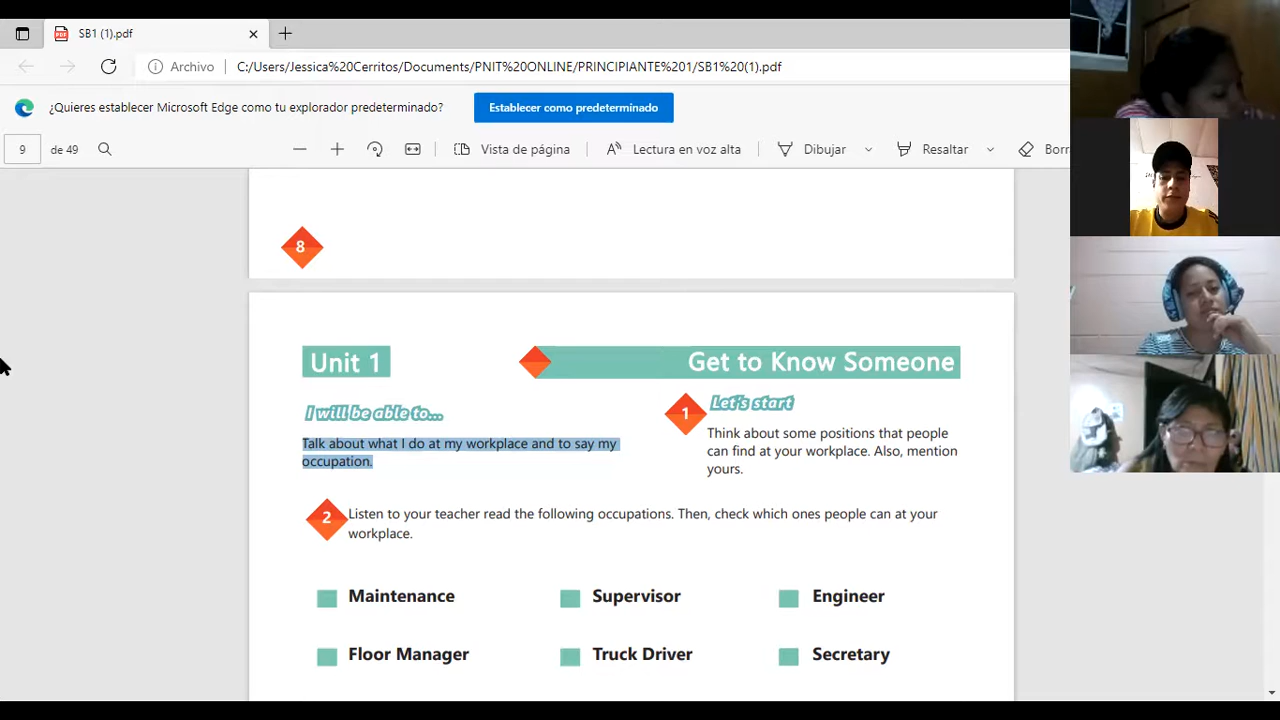 SB1 (1).pdf
Archivo
C:/Users/Jessica%20Cerritos/Documents/PNIT%20ONLINE/PRINCIPIANTE%201/SB1%20(1).pdf
¿Quieres establecer Microsoft Edge como tu explorador predeterminado?
Establecer como predeterminado
9 de 49
Vista de página
Lectura en voz alta
Dibujar
Resaltar
Borr
8
Unit 1
Get to Know Someone
I will be able to...
Talk about what I do at my workplace and to say my
occupation.
1 Let's start
Think about some positions that people
can find at your workplace. Also, mention
yours.
2 Listen to your teacher read the following occupations. Then, check which ones people can at your
workplace.
Maintenance Supervisor Engineer
Floor Manager Truck Driver Secretary